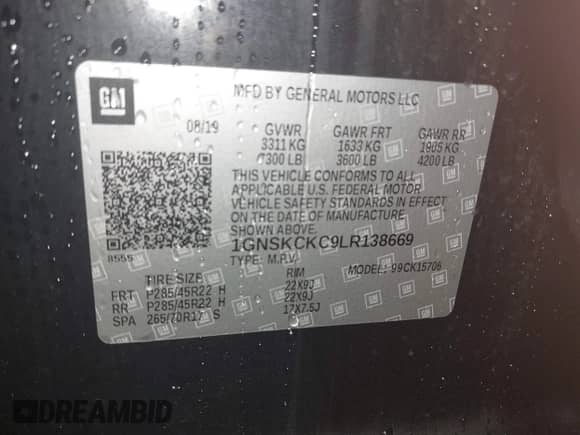 GM
MFD BY GENERAL MOTORS LLC
08/19 GVWR GAWR FRT GAWR RR
3311 KG 1633 KG 1905 KG
7300 LB 3600 LB 4200 LB
THIS VEHICLE CONFORMS TO ALL
APPLICABLE U.S. FEDERAL MOTOR
VEHICLE SAFETY STANDARDS IN
EFFECT ON THE DATE OF MANUFACTURE
SHOWN ABOVE.
1GNSKCKC9LR138669
8555 TYPE: M.P.V. MODEL: 99CK15706
TIRE SIZE RIM
FRT P285/45R22 H 22X9J
RR P285/45R22 H 22X9J
SPA 265/70R17 S 17X7.5J
DREAMBID